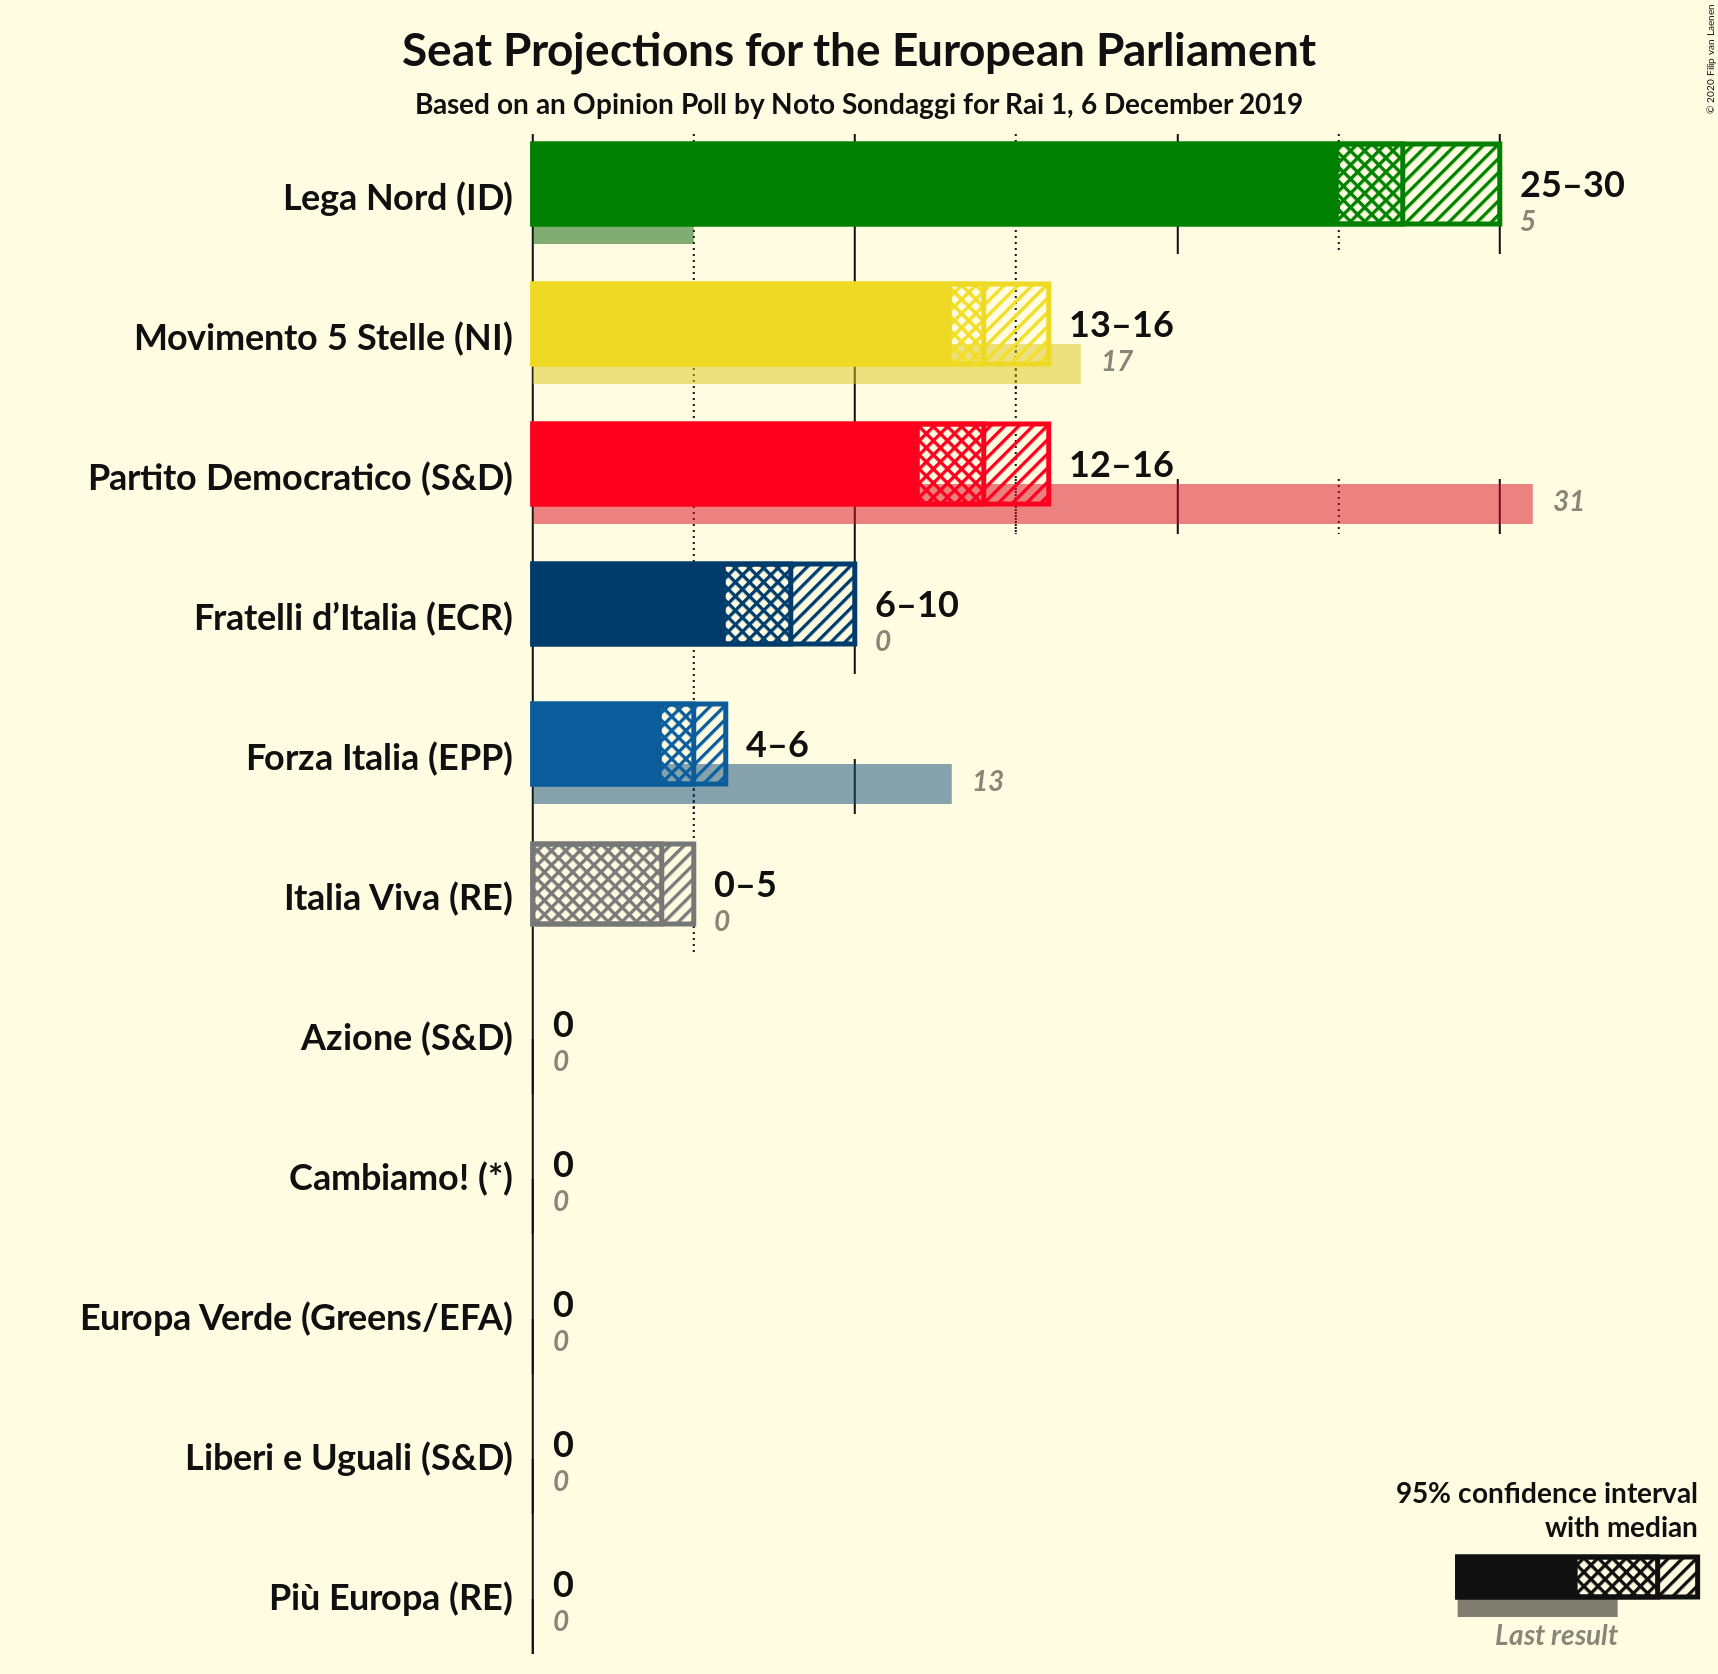 Seat Projections for the European Parliament
Based on an Opinion Poll by Noto Sondaggi for Rai 1, 6 December 2019
© 2020 Filip van Laenen
Lega Nord (ID)
25–30
5
Movimento 5 Stelle (NI)
13–16
17
Partito Democratico (S&D)
12–16
31
Fratelli d’Italia (ECR)
6–10
0
Forza Italia (EPP)
4–6
13
Italia Viva (RE)
0–5
0
Azione (S&D)
0
0
Cambiamo! (*)
0
0
Europa Verde (Greens/EFA)
0
0
Liberi e Uguali (S&D)
0
0
Più Europa (RE)
0
0
95% confidence interval
with median
Last result